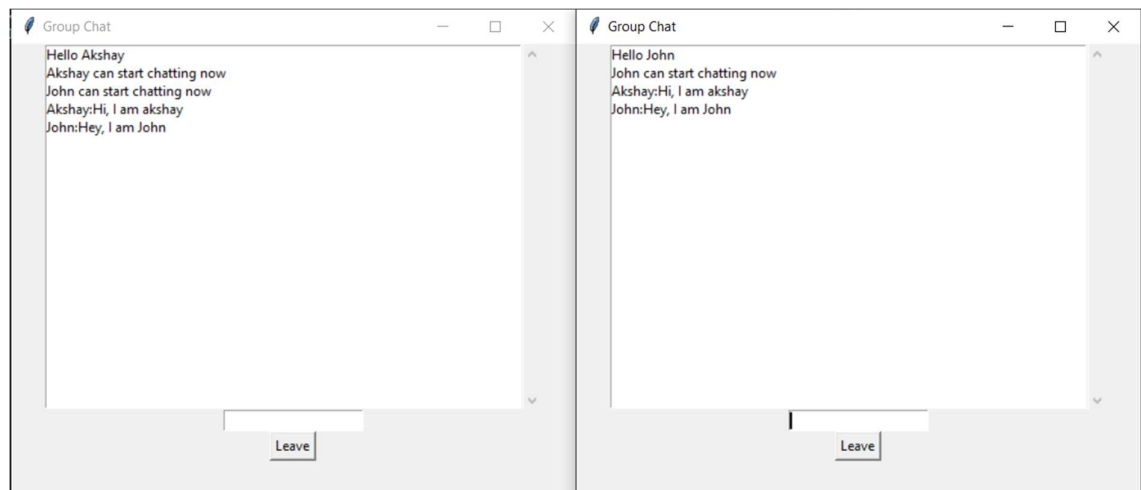 Group Chat
Hello Akshay
Akshay can start chatting now
John can start chatting now
Akshay:Hi, I am akshay
John:Hey, I am John
Leave
Group Chat
Hello John
John can start chatting now
Akshay:Hi, I am akshay
John:Hey, I am John
Leave